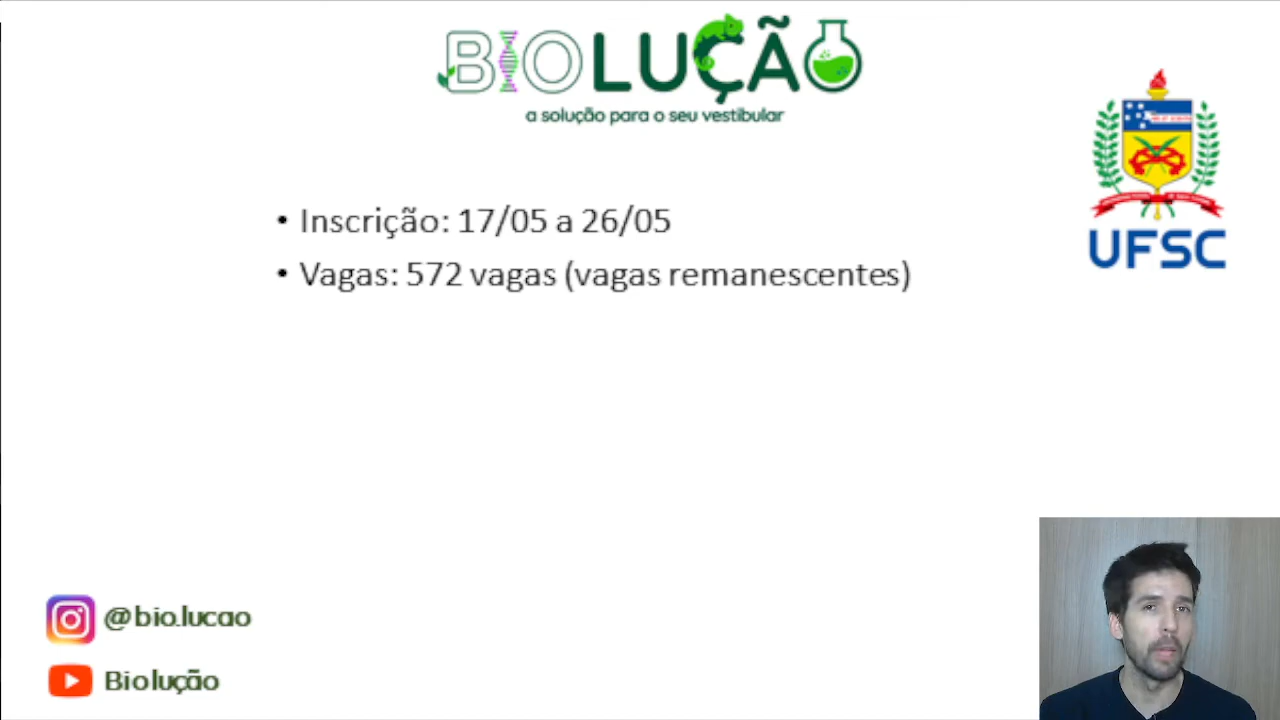 BIOLUÇÃO
a solução para o seu vestibular
UFSC
• Inscrição: 17/05 a 26/05
• Vagas: 572 vagas (vagas remanescentes)
@bio.lucao
Biolução